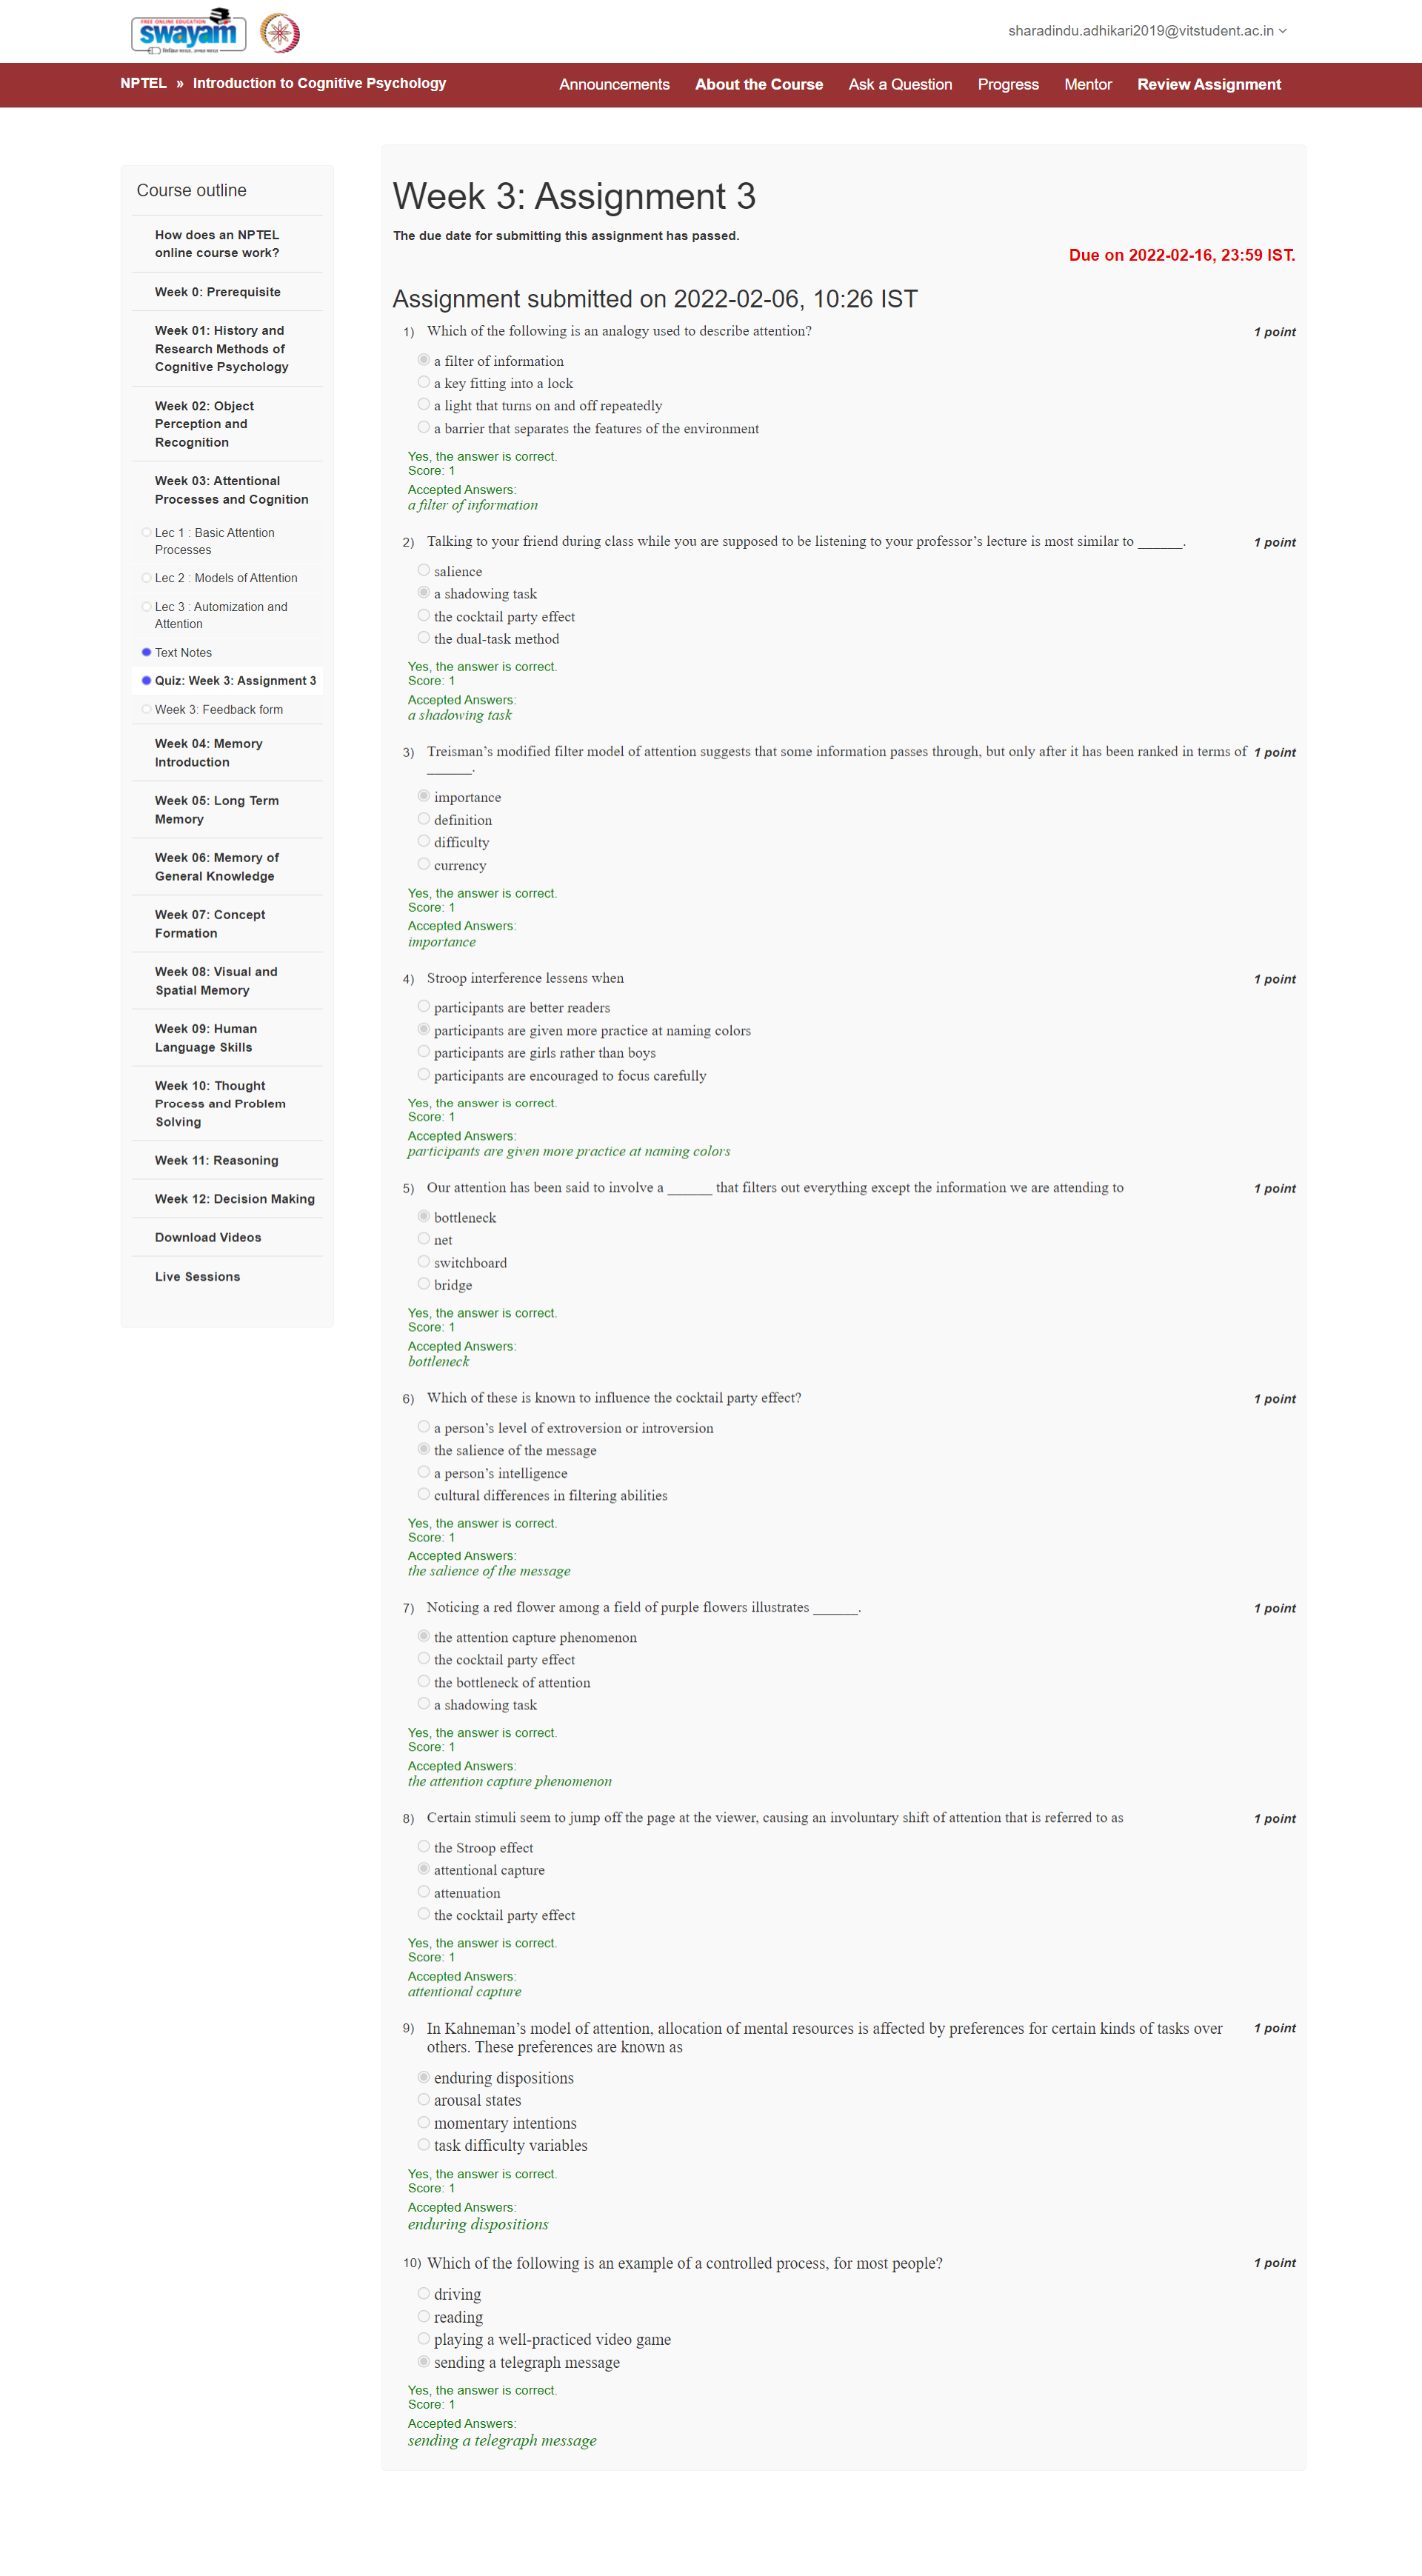 FREE ONLINE EDUCATION
swayam
शिक्षित भारत, उन्नत भारत
sharadindu.adhikari2019@vitstudent.ac.in
NPTEL » Introduction to Cognitive Psychology
Announcements About the Course Ask a Question Progress Mentor Review Assignment
Course outline
How does an NPTEL
online course work?
Week 0: Prerequisite
Week 01: History and
Research Methods of
Cognitive Psychology
Week 02: Object
Perception and
Recognition
Week 03: Attentional
Processes and Cognition
Lec 1 : Basic Attention
Processes
Lec 2 : Models of Attention
Lec 3 : Automization and
Attention
Text Notes
Quiz: Week 3: Assignment 3
Week 3: Feedback form
Week 04: Memory
Introduction
Week 05: Long Term
Memory
Week 06: Memory of
General Knowledge
Week 07: Concept
Formation
Week 08: Visual and
Spatial Memory
Week 09: Human
Language Skills
Week 10: Thought
Process and Problem
Solving
Week 11: Reasoning
Week 12: Decision Making
Download Videos
Live Sessions
Week 3: Assignment 3
The due date for submitting this assignment has passed.
Due on 2022-02-16, 23:59 IST.
Assignment submitted on 2022-02-06, 10:26 IST
1) Which of the following is an analogy used to describe attention? 1 point
a filter of information
a key fitting into a lock
a light that turns on and off repeatedly
a barrier that separates the features of the environment
Yes, the answer is correct.
Score: 1
Accepted Answers:
a filter of information
2) Talking to your friend during class while you are supposed to be listening to your professor’s lecture is most similar to ______. 1 point
salience
a shadowing task
the cocktail party effect
the dual-task method
Yes, the answer is correct.
Score: 1
Accepted Answers:
a shadowing task
3) Treisman’s modified filter model of attention suggests that some information passes through, but only after it has been ranked in terms of 1 point
______.
importance
definition
difficulty
currency
Yes, the answer is correct.
Score: 1
Accepted Answers:
importance
4) Stroop interference lessens when 1 point
participants are better readers
participants are given more practice at naming colors
participants are girls rather than boys
participants are encouraged to focus carefully
Yes, the answer is correct.
Score: 1
Accepted Answers:
participants are given more practice at naming colors
5) Our attention has been said to involve a ______ that filters out everything except the information we are attending to 1 point
bottleneck
net
switchboard
bridge
Yes, the answer is correct.
Score: 1
Accepted Answers:
bottleneck
6) Which of these is known to influence the cocktail party effect? 1 point
a person’s level of extroversion or introversion
the salience of the message
a person’s intelligence
cultural differences in filtering abilities
Yes, the answer is correct.
Score: 1
Accepted Answers:
the salience of the message
7) Noticing a red flower among a field of purple flowers illustrates ______. 1 point
the attention capture phenomenon
the cocktail party effect
the bottleneck of attention
a shadowing task
Yes, the answer is correct.
Score: 1
Accepted Answers:
the attention capture phenomenon
8) Certain stimuli seem to jump off the page at the viewer, causing an involuntary shift of attention that is referred to as 1 point
the Stroop effect
attentional capture
attenuation
the cocktail party effect
Yes, the answer is correct.
Score: 1
Accepted Answers:
attentional capture
9) In Kahneman’s model of attention, allocation of mental resources is affected by preferences for certain kinds of tasks over 1 point
others. These preferences are known as
enduring dispositions
arousal states
momentary intentions
task difficulty variables
Yes, the answer is correct.
Score: 1
Accepted Answers:
enduring dispositions
10) Which of the following is an example of a controlled process, for most people? 1 point
driving
reading
playing a well-practiced video game
sending a telegraph message
Yes, the answer is correct.
Score: 1
Accepted Answers:
sending a telegraph message